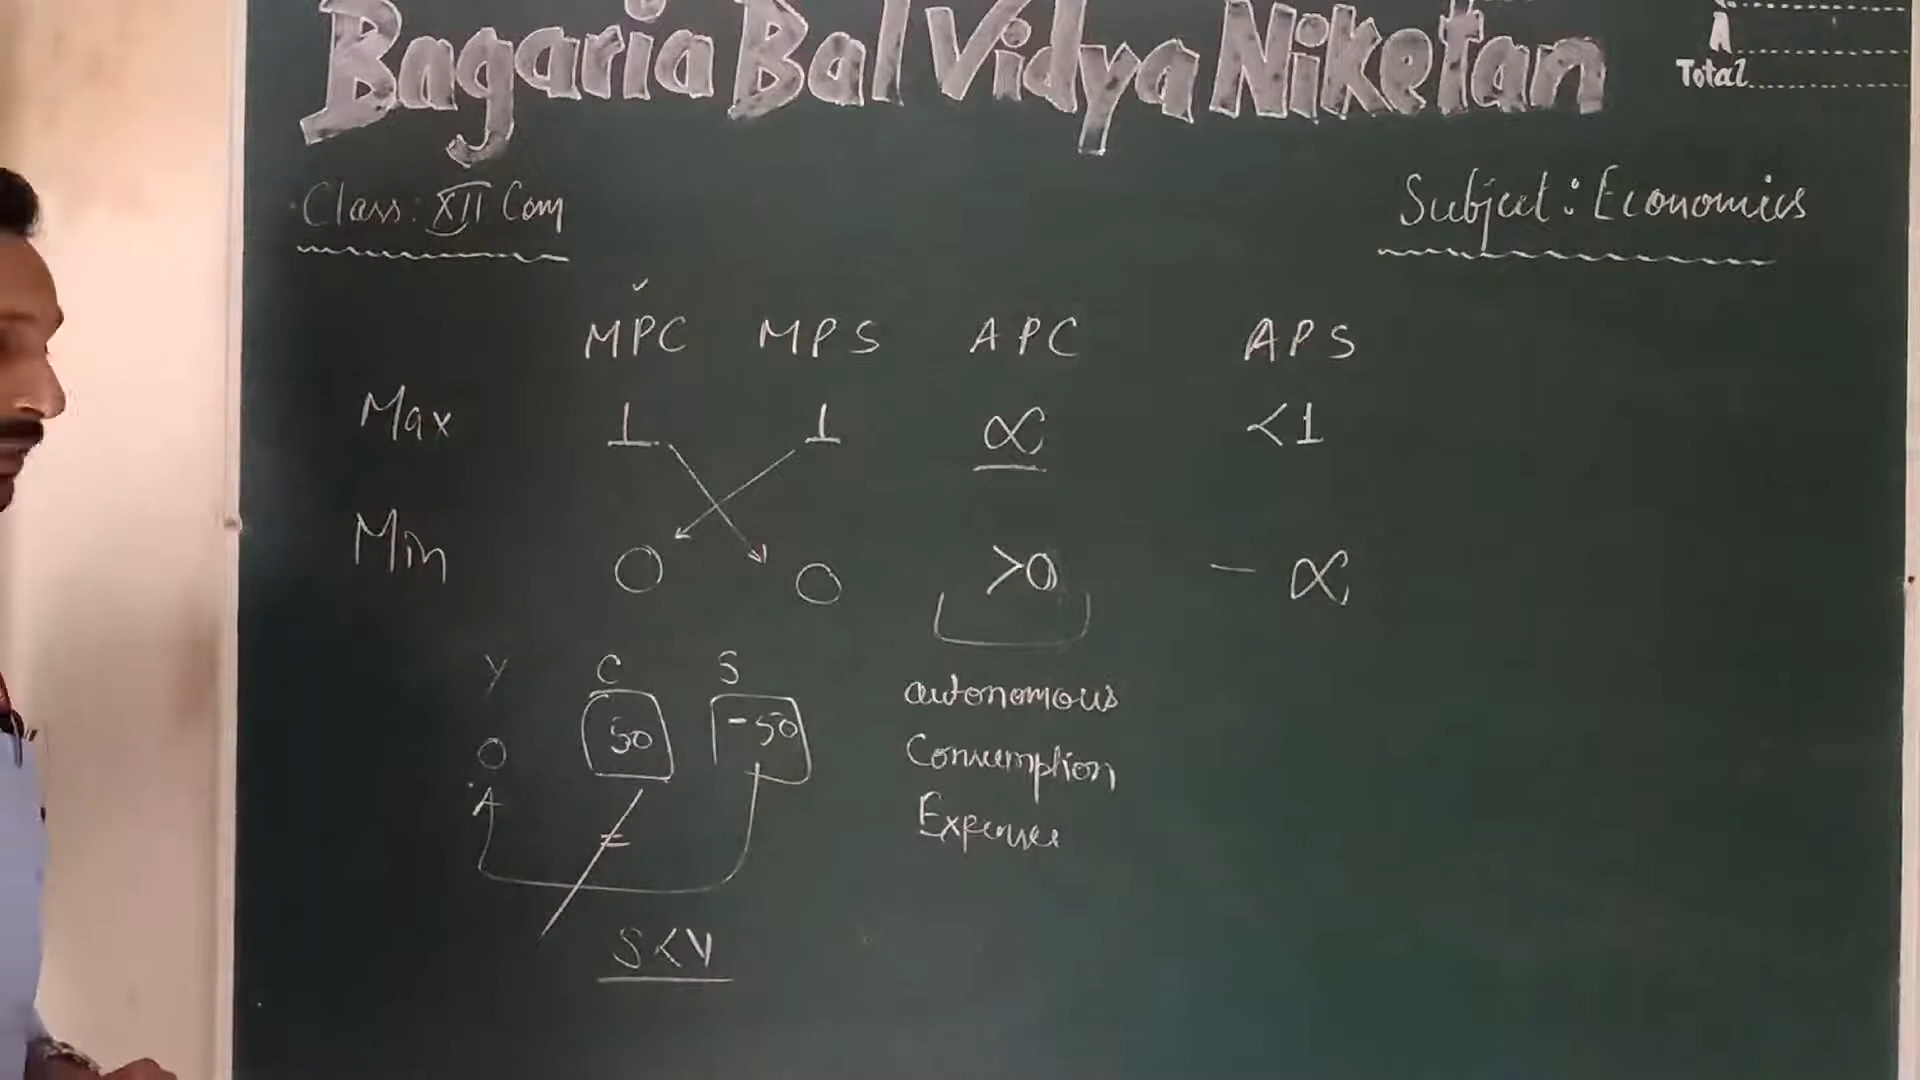 Bagaria Bal Vidya Niketan
A..........
Total..........
Class: XII Com
Subject: Economics
MPC MPS APC APS
Max 1 1 ∝ <1
Min 0 0 >0 - ∝
Y C S
0 50 -50
A
autonomous
Consumption
S<Y